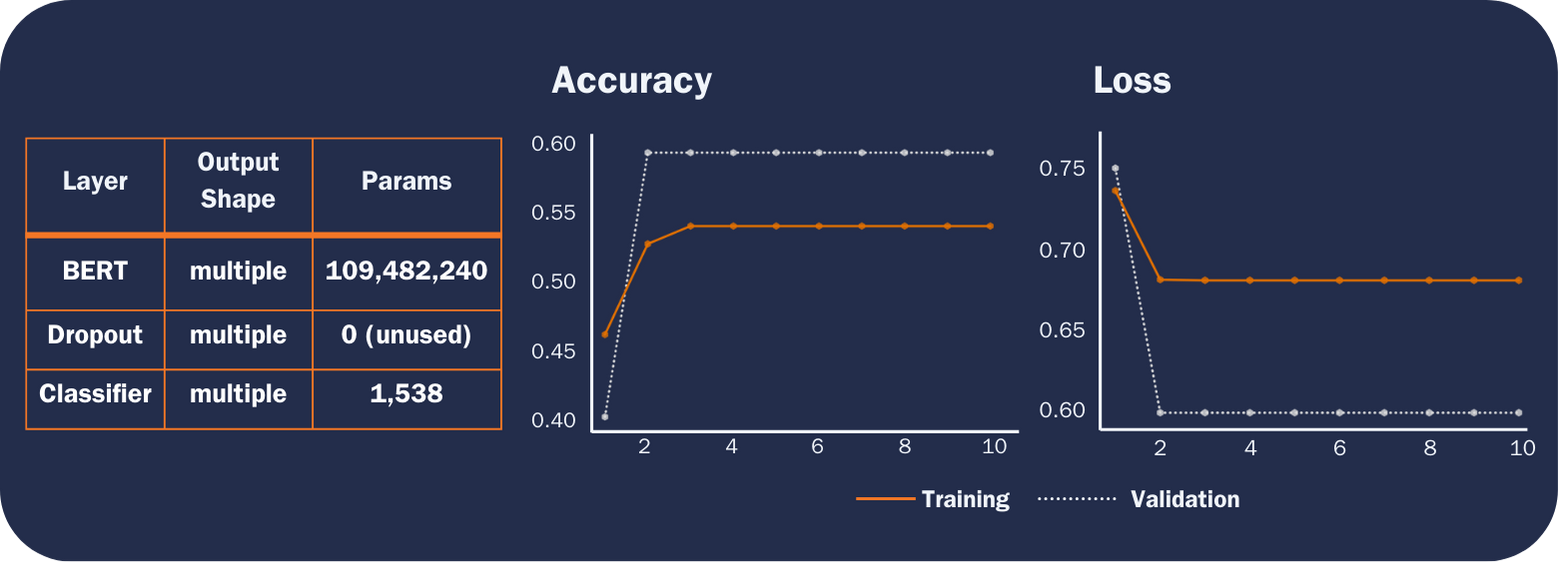 Layer
Output
Shape
Params
BERT
multiple
109,482,240
Dropout
multiple
0 (unused)
Classifier
multiple
1,538
Accuracy
0.60
0.55
0.50
0.45
0.40
2 4 6 8 10
Loss
0.75
0.70
0.65
0.60
2 4 6 8 10
Training
Validation